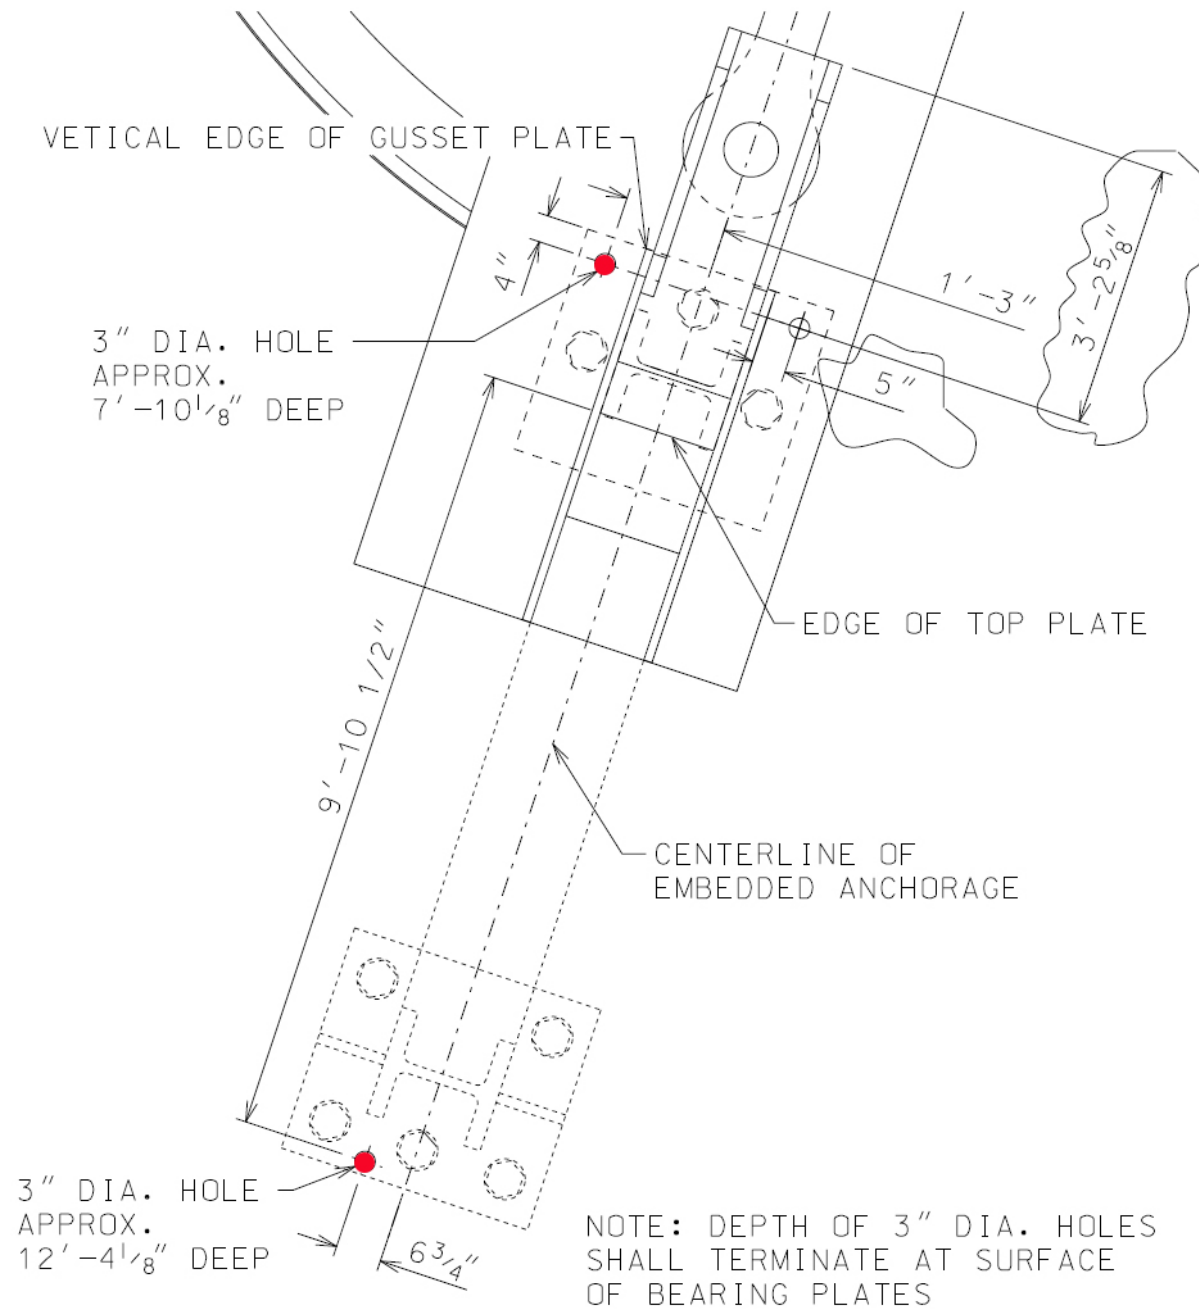 VETICAL EDGE OF GUSSET PLATE
4"
1'-3"
3'-2 5/8"
3" DIA. HOLE
APPROX.
7'-10 1/8" DEEP
5"
EDGE OF TOP PLATE
9'-10 1/2"
CENTERLINE OF
EMBEDDED ANCHORAGE
3" DIA. HOLE
APPROX.
12'-4 1/8" DEEP
6 3/4"
NOTE: DEPTH OF 3" DIA. HOLES
SHALL TERMINATE AT SURFACE
OF BEARING PLATES